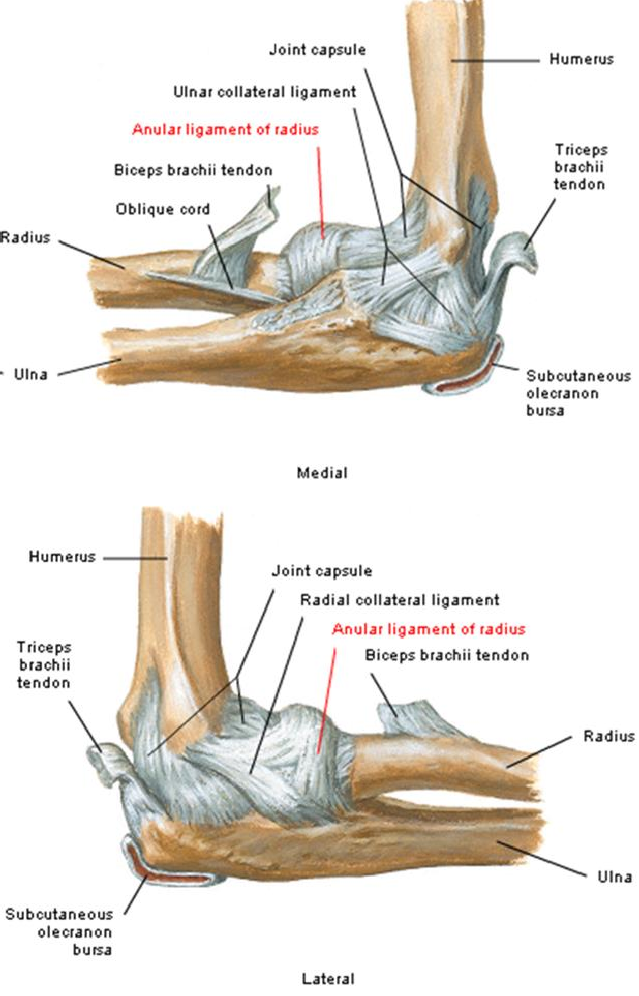 Joint capsule
Humerus
Ulnar collateral ligament
Anular ligament of radius
Triceps
brachii
tendon
Biceps brachii tendon
Oblique cord
Radius
Ulna
Subcutaneous
olecranon
bursa
Medial
Humerus
Joint capsule
Radial collateral ligament
Anular ligament of radius
Triceps
brachii
tendon
Biceps brachii tendon
Radius
Ulna
Subcutaneous
olecranon
bursa
Lateral